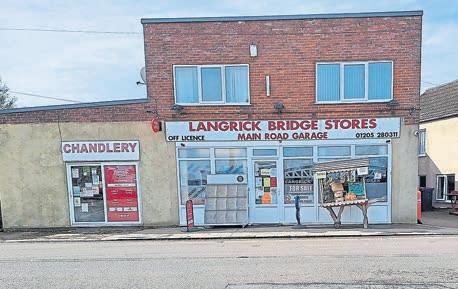 LANGRICK BRIDGE STORES
OFF LICENCE MAIN ROAD GARAGE 01205 280311
CHANDLERY
FOR SALE